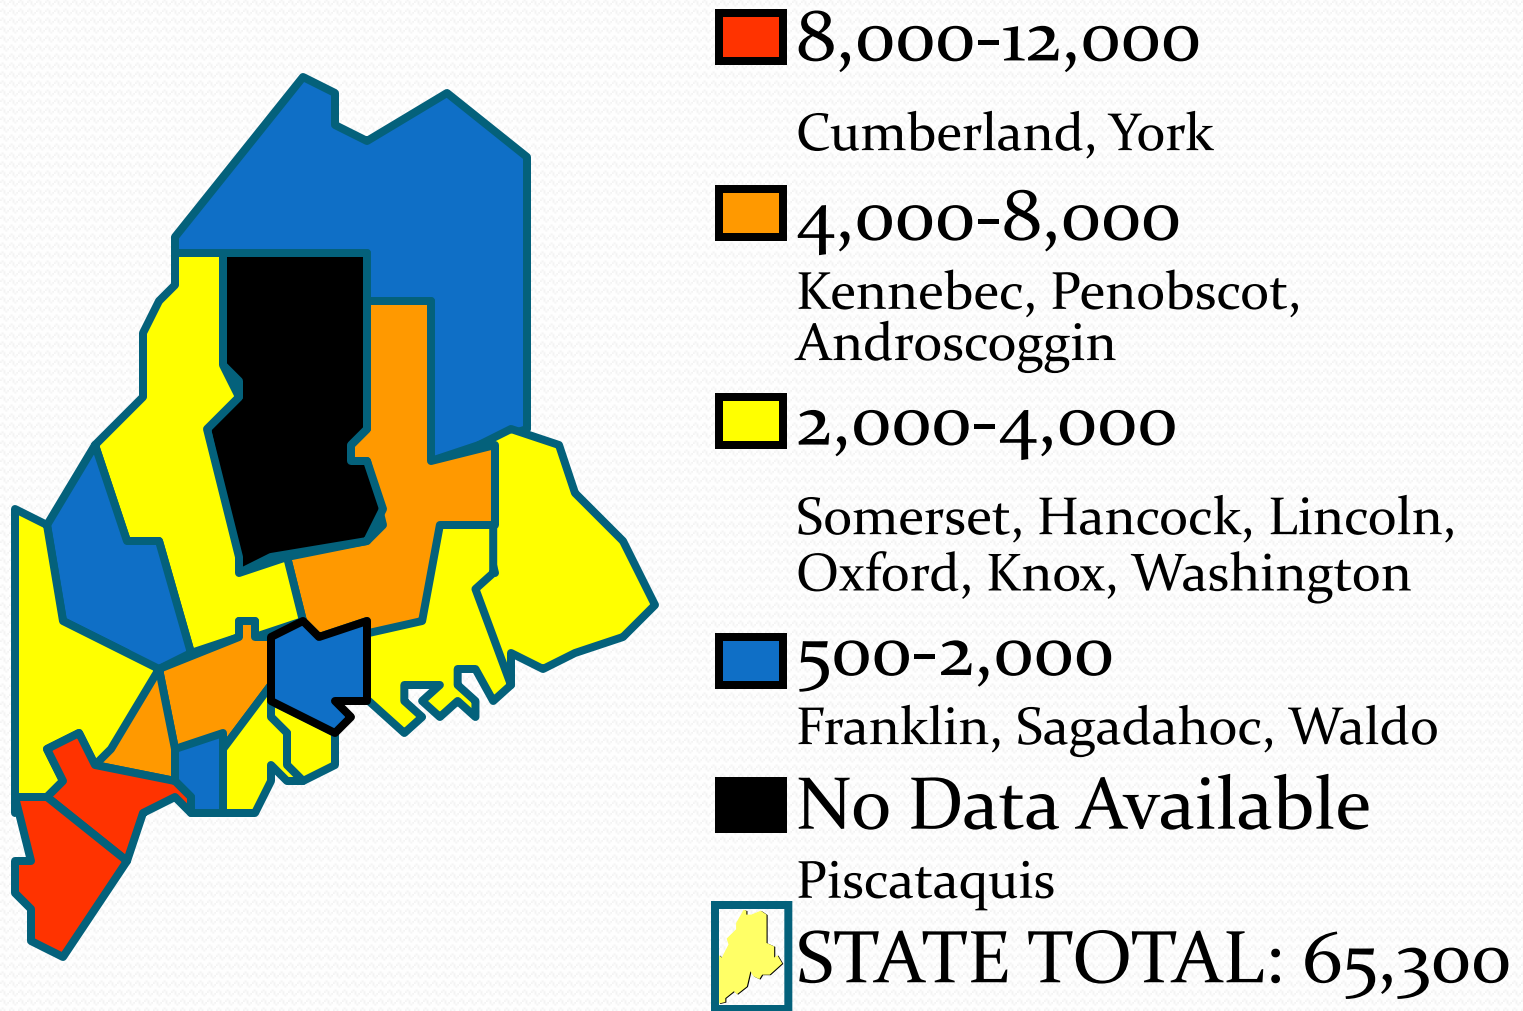 8,000-12,000
Cumberland, York
4,000-8,000
Kennebec, Penobscot,
Androscoggin
2,000-4,000
Somerset, Hancock, Lincoln,
Oxford, Knox, Washington
500-2,000
Franklin, Sagadahoc, Waldo
No Data Available
Piscataquis
STATE TOTAL: 65,300